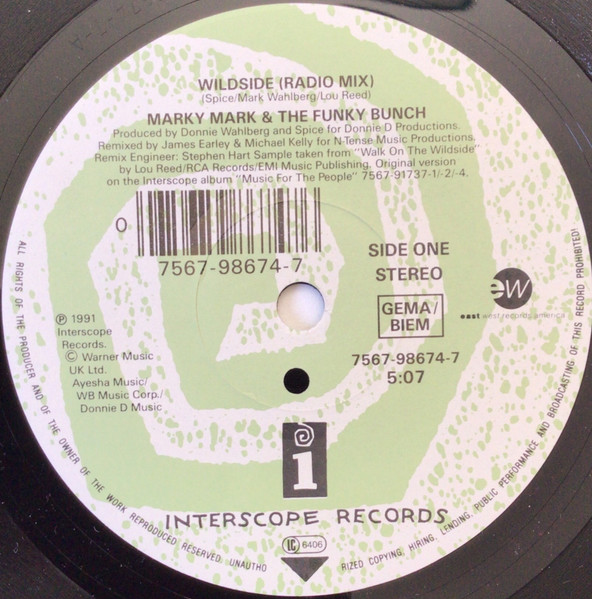 WILDSIDE (RADIO MIX)
(Spice/Mark Wahlberg/Lou Reed)
MARKY MARK & THE FUNKY BUNCH
Produced by Donnie Wahlberg and Spice for Donnie D Productions.
Remixed by James Earley & Michael Kelly for N-Tense Music Productions.
Remix Engineer: Stephen Hart Sample taken from "Walk On The Wildside"
by Lou Reed/RCA Records/EMI Music Publishing. Original version
on the Interscope album "Music For The People" 7567-91737-1/-2/-4.
0
7567-98674-7
SIDE ONE
STEREO
GEMA/
BIEM
7567-98674-7
5:07
ew
east west records america
℗ 1991
Interscope
Records.
© Warner Music
UK Ltd.
Ayesha Music/
WB Music Corp./
Donnie D Music
i
INTERSCOPE RECORDS
LC 6406
ALL RIGHTS OF THE PRODUCER AND OF THE OWNER OF THE WORK REPRODUCED RESERVED. UNAUTHO
RIZED COPYING, HIRING, LENDING, PUBLIC PERFORMANCE AND BROADCASTING OF THIS RECORD PROHIBITED!